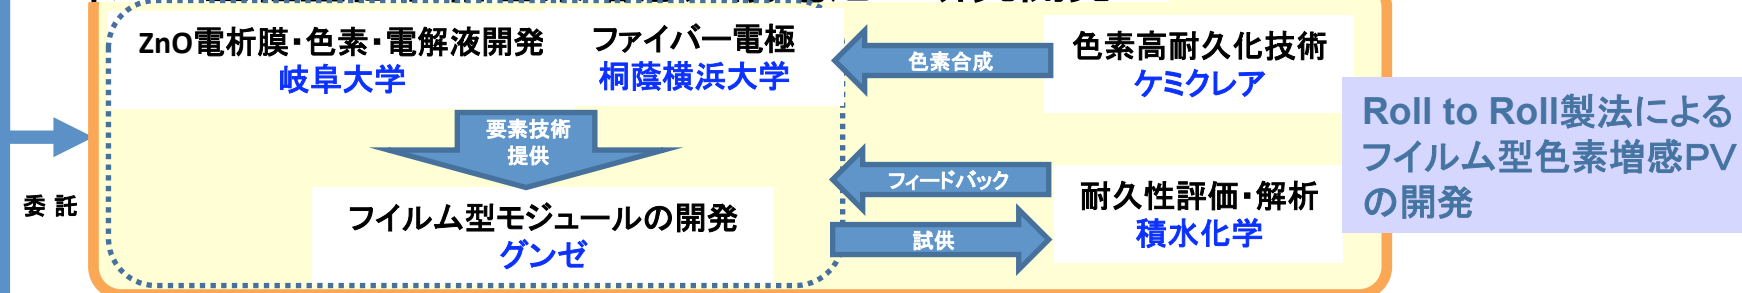 ZnO電析膜・色素・電解液開発
岐阜大学
ファイバー電極
桐蔭横浜大学
色素合成
色素高耐久化技術
ケミクレア
Roll to Roll製法による
フイルム型色素増感PV
の開発
要素技術
提供
フィードバック
耐久性評価・解析
積水化学
委託
フイルム型モジュールの開発
グンゼ
試供